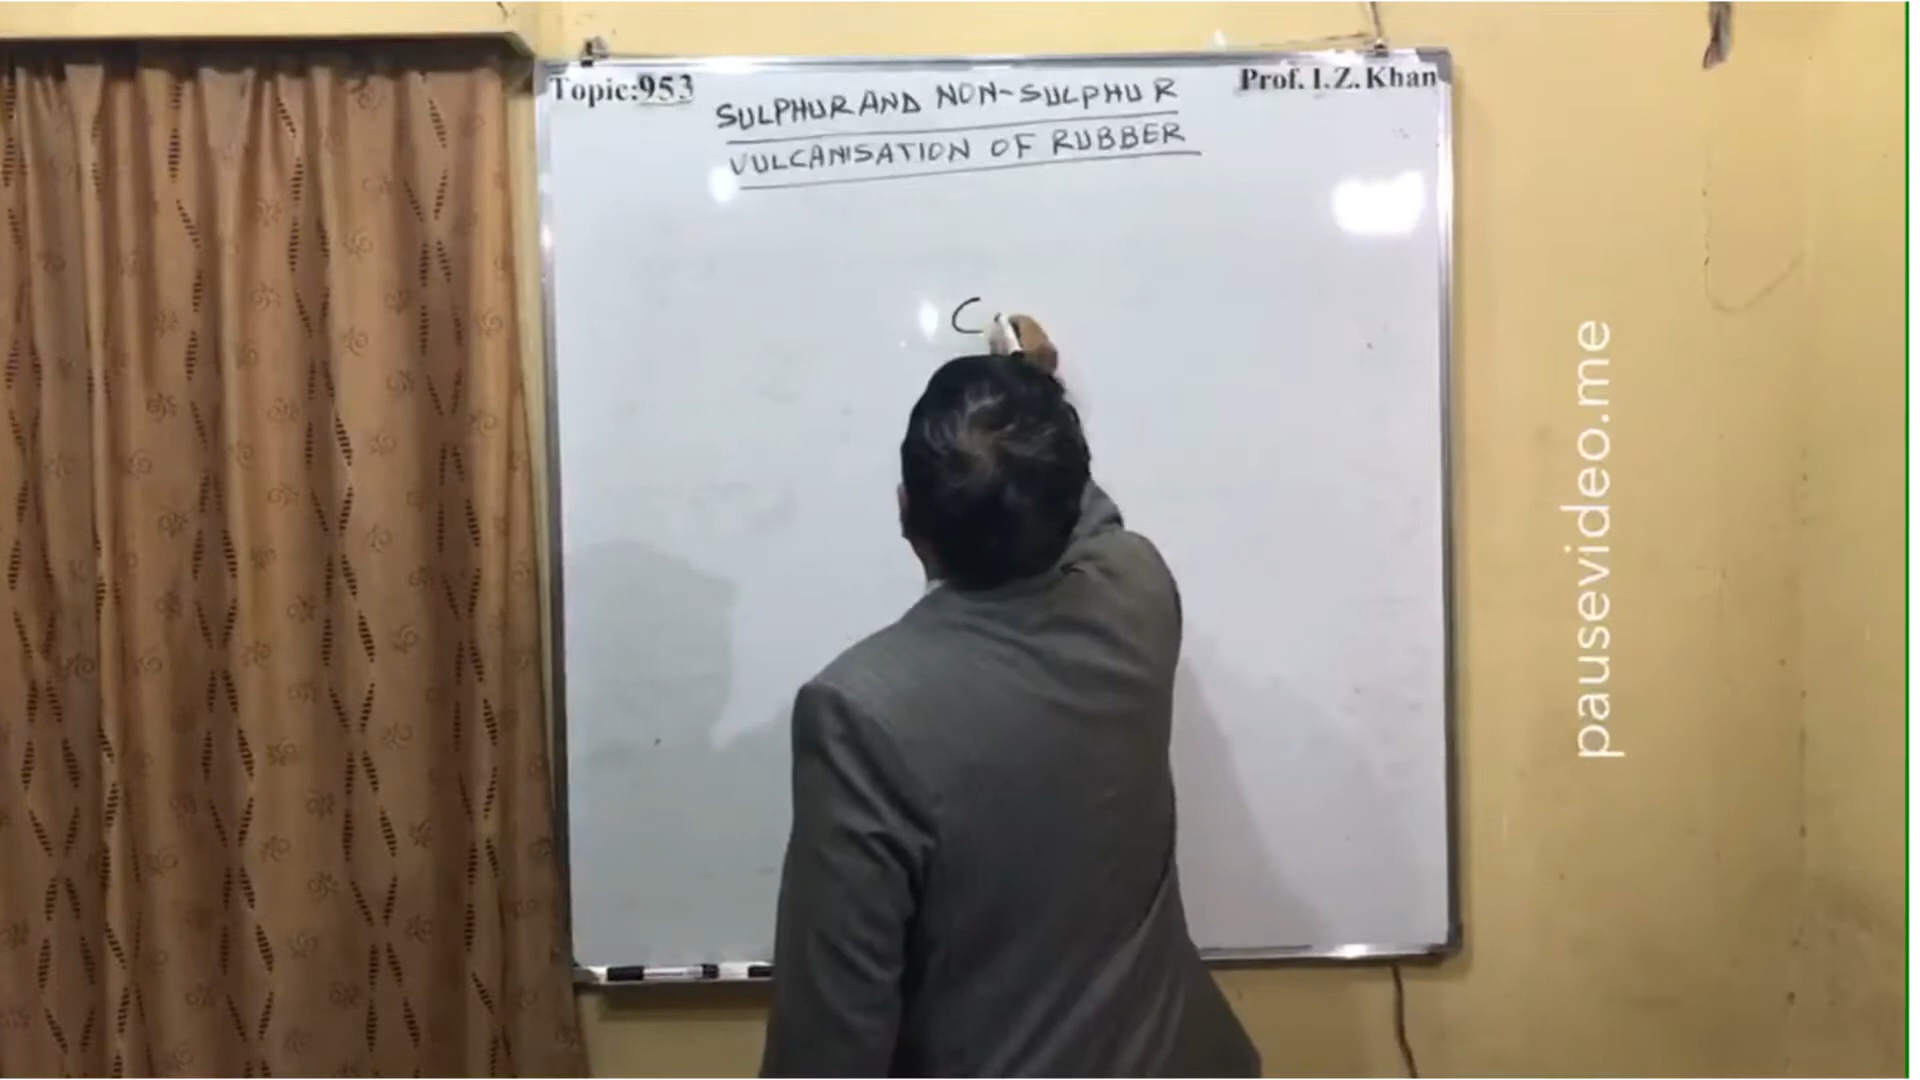 Topic:953
Prof. I.Z. Khan
SULPHUR AND NON-SULPHUR
VULCANISATION OF RUBBER
C
pausevideo.me